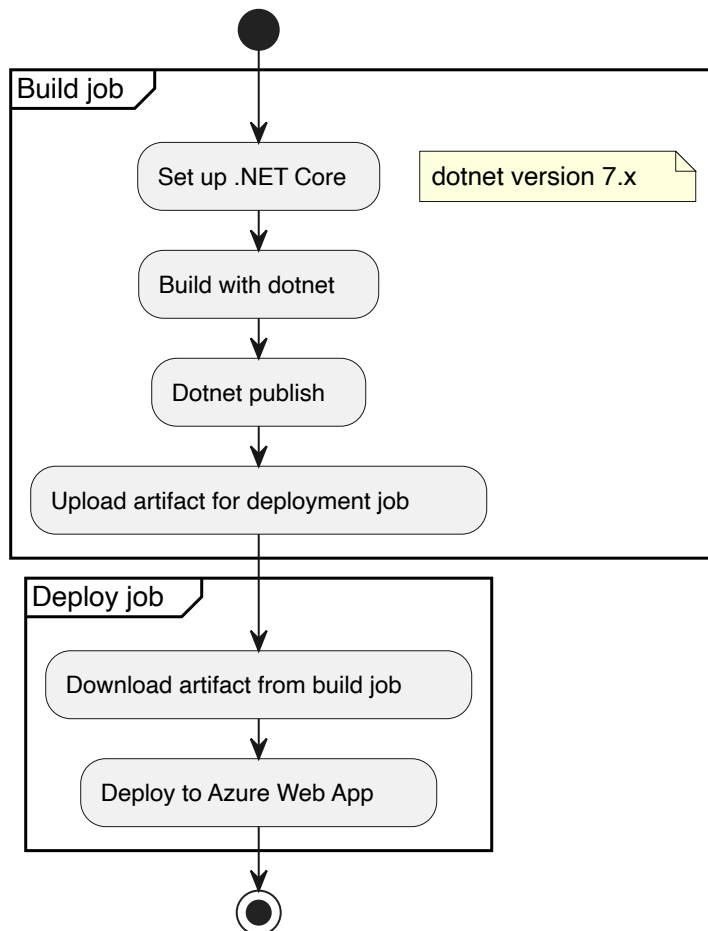 Build job
Set up .NET Core
dotnet version 7.x
Build with dotnet
Dotnet publish
Upload artifact for deployment job
Deploy job
Download artifact from build job
Deploy to Azure Web App